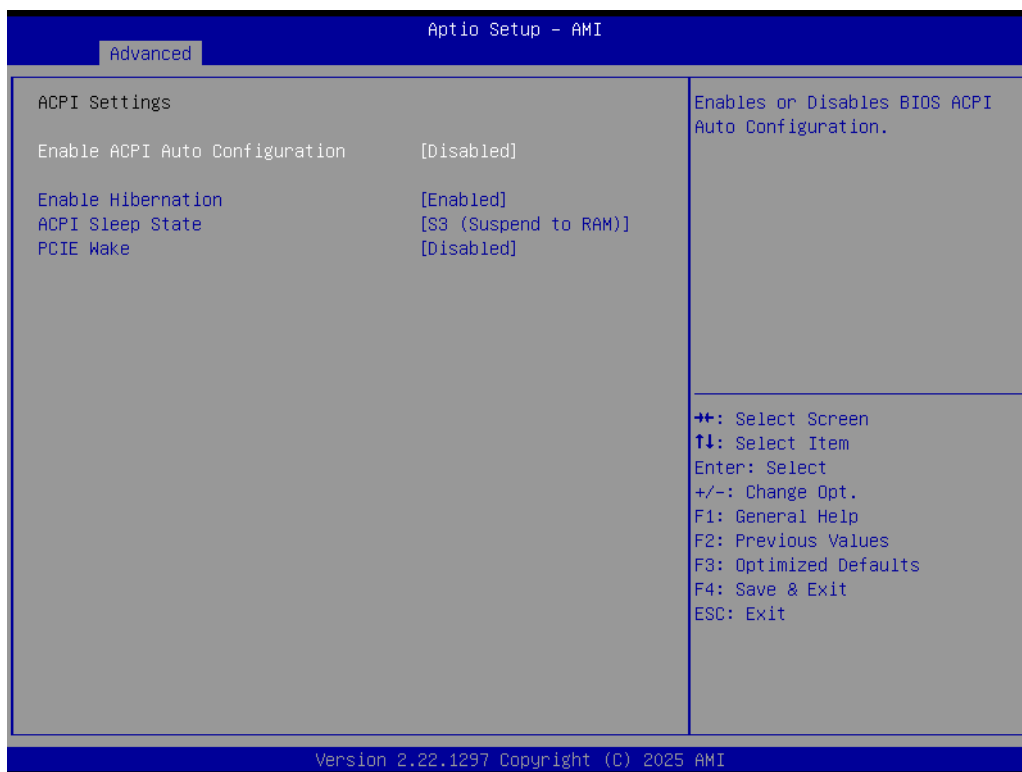 Aptio Setup – AMI
Advanced
ACPI Settings
Enable ACPI Auto Configuration [Disabled]
Enable Hibernation [Enabled]
ACPI Sleep State [S3 (Suspend to RAM)]
PCIE Wake [Disabled]
Enables or Disables BIOS ACPI
Auto Configuration.
→←: Select Screen
↑↓: Select Item
Enter: Select
+/-: Change Opt.
F1: General Help
F2: Previous Values
F3: Optimized Defaults
F4: Save & Exit
ESC: Exit
Version 2.22.1297 Copyright (C) 2025 AMI